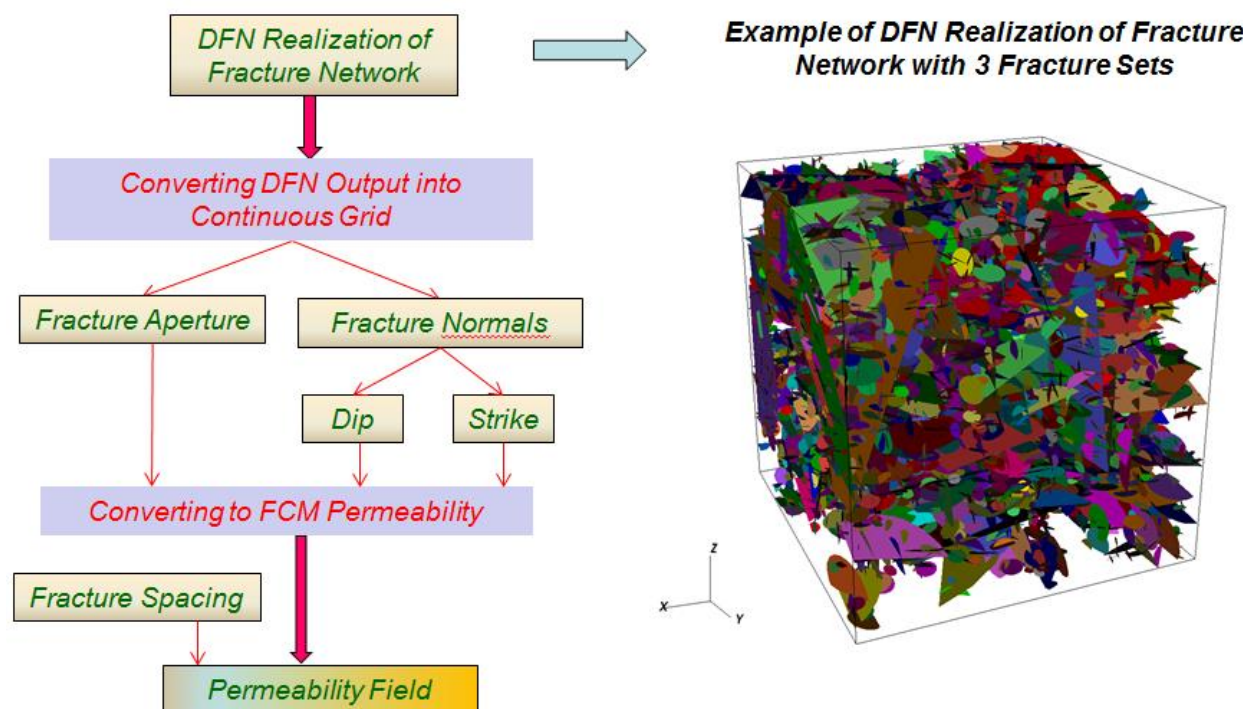 DFN Realization of
Fracture Network
Example of DFN Realization of Fracture
Network with 3 Fracture Sets
Converting DFN Output into
Continuous Grid
Fracture Aperture
Fracture Normals
Dip
Strike
Converting to FCM Permeability
Fracture Spacing
Permeability Field
Z
X
Y